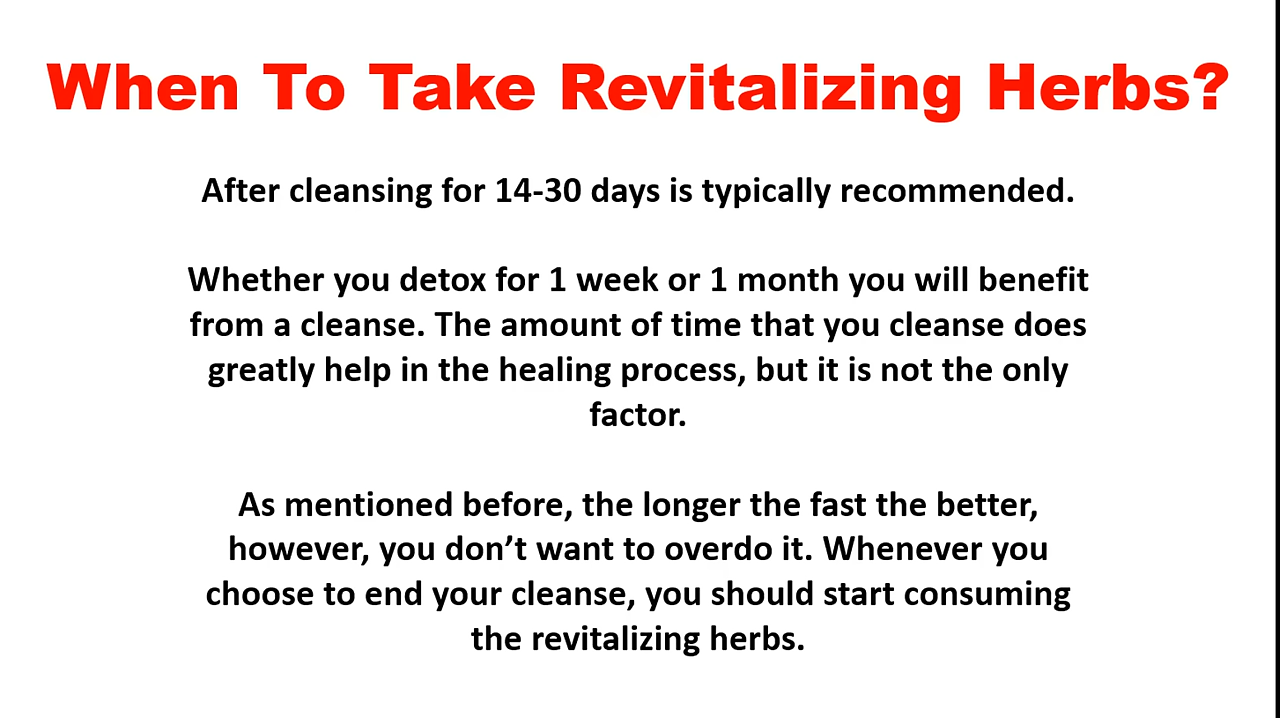 When To Take Revitalizing Herbs?
After cleansing for 14-30 days is typically recommended.
Whether you detox for 1 week or 1 month you will benefit
from a cleanse. The amount of time that you cleanse does
greatly help in the healing process, but it is not the only
factor.
As mentioned before, the longer the fast the better,
however, you don’t want to overdo it. Whenever you
choose to end your cleanse, you should start consuming
the revitalizing herbs.